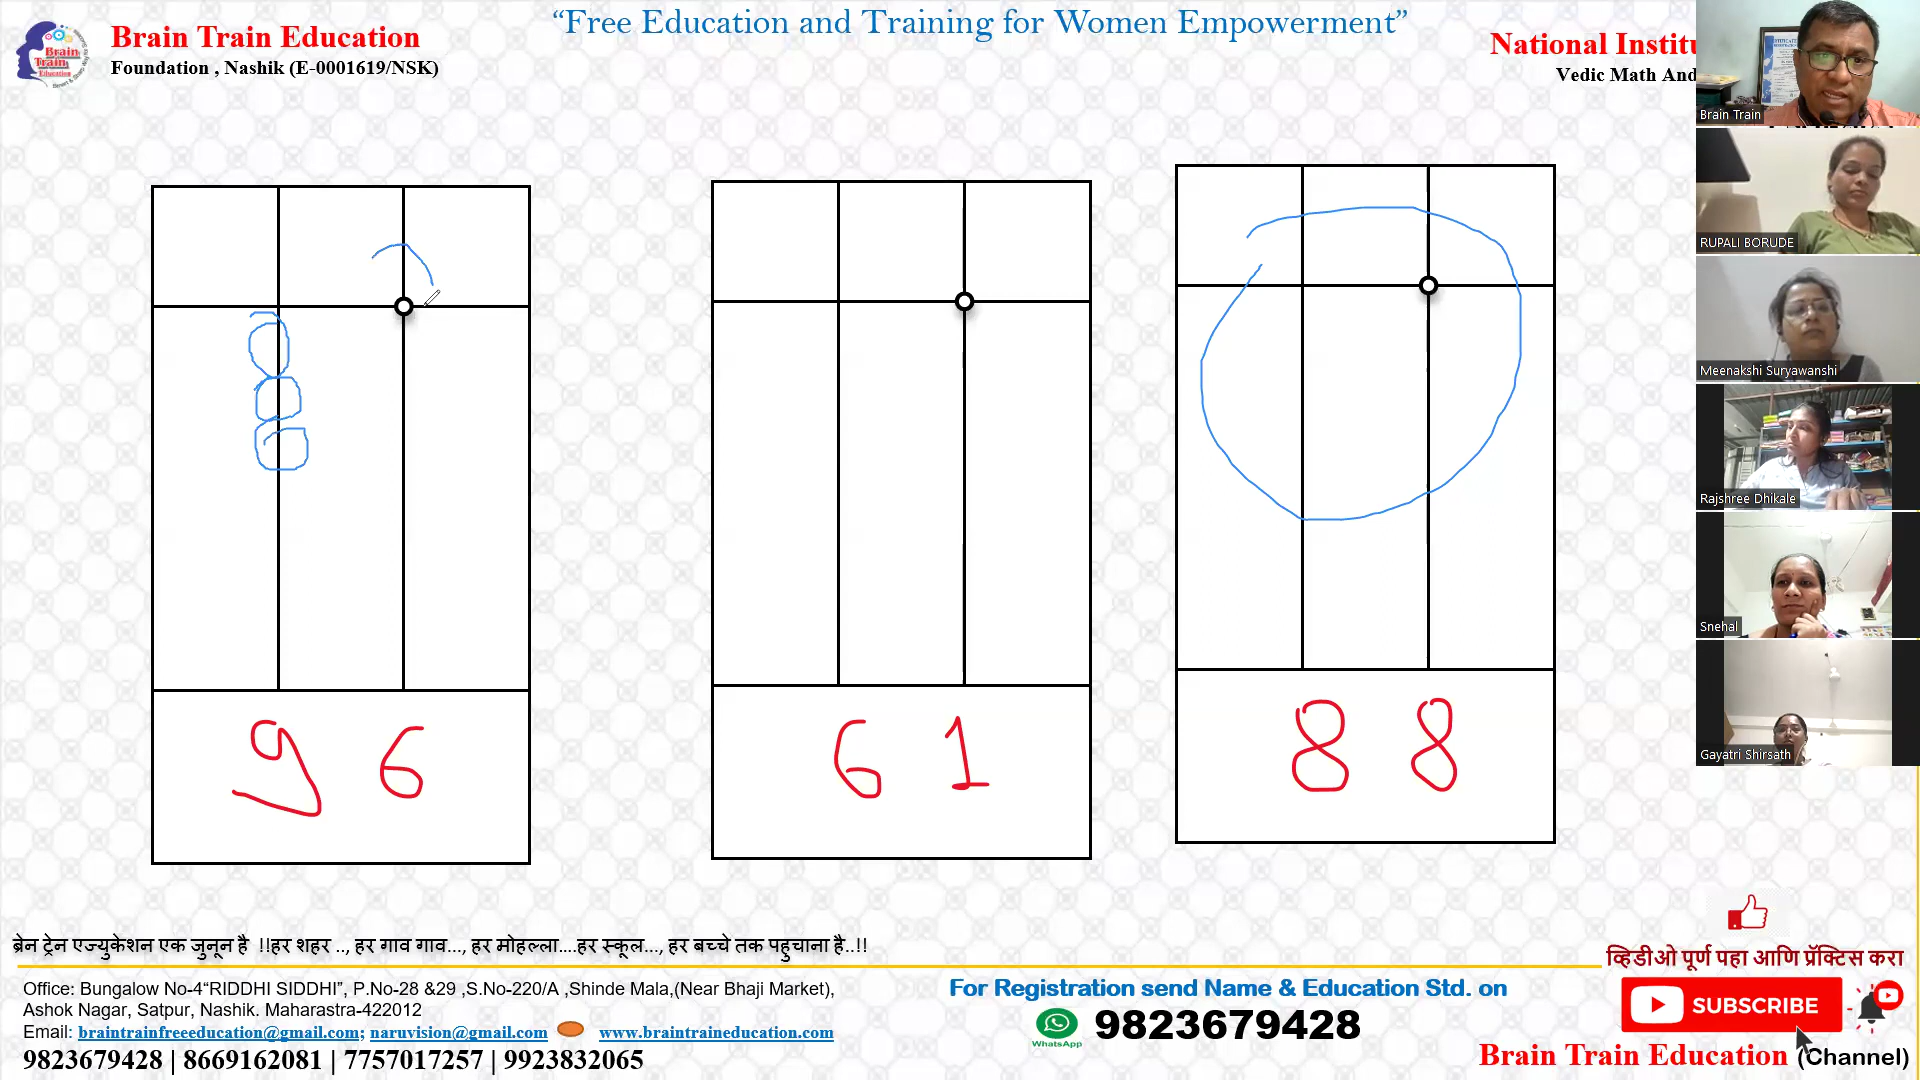 “Free Education and Training for Women Empowerment”
Brain Train Education
Foundation , Nashik (E-0001619/NSK)
Brain
Train
Education
National Institu
Vedic Math And
Brain Train
RUPALI BORUDE
Meenakshi Suryawanshi
Rajshree Dhikale
Snehal
Gayatri Shirsath
9 6
6 1
8 8
ब्रेन ट्रेन एज्युकेशन एक जुनून है !!हर शहर .., हर गाव गाव..., हर मोहल्ला....हर स्कूल..., हर बच्चे तक पहुचाना है..!!
व्हिडीओ पूर्ण पहा आणि प्रॅक्टिस करा
Office: Bungalow No-4“RIDDHI SIDDHI”, P.No-28 &29 ,S.No-220/A ,Shinde Mala,(Near Bhaji Market),
Ashok Nagar, Satpur, Nashik. Maharastra-422012
Email: braintrainfreeeducation@gmail.com; naruvision@gmail.com www.braintraineducation.com
9823679428 | 8669162081 | 7757017257 | 9923832065
For Registration send Name & Education Std. on
WhatsApp
9823679428
SUBSCRIBE
Brain Train Education (Channel)